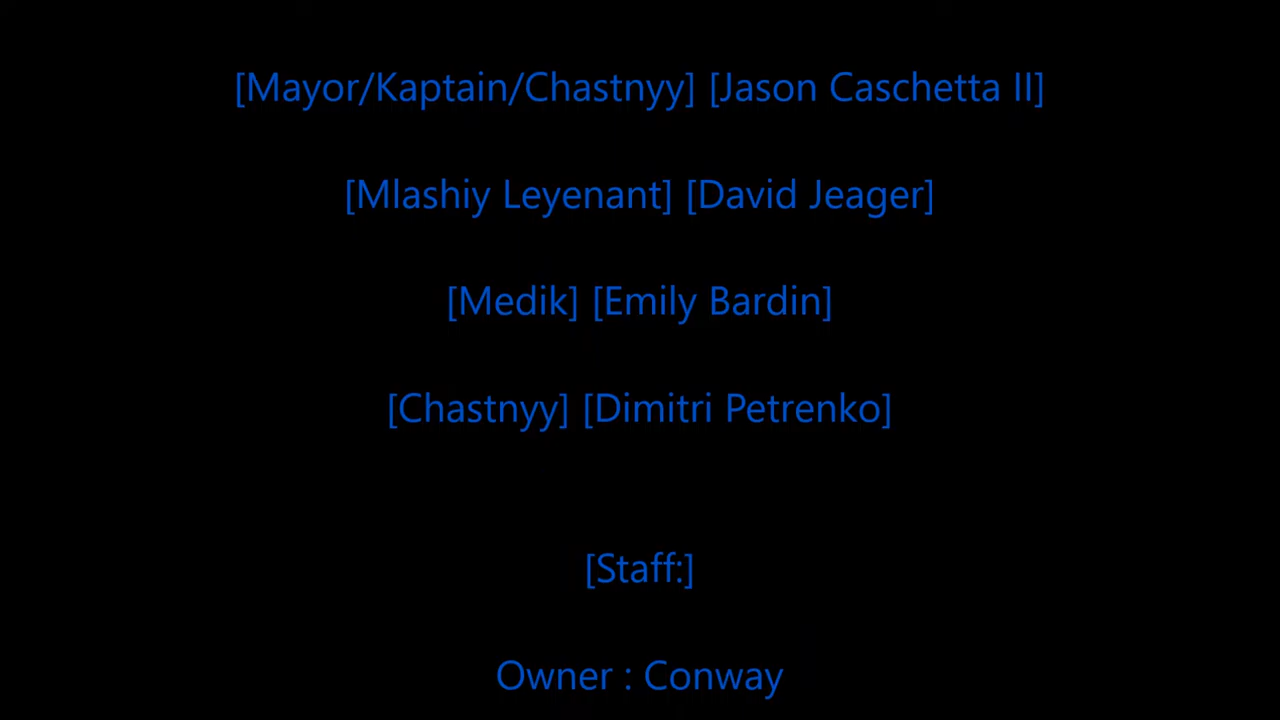 [Mayor/Kaptain/Chastnyy] [Jason Caschetta II]
[Mlashiy Leyenant] [David Jeager]
[Medik] [Emily Bardin]
[Chastnyy] [Dimitri Petrenko]
[Staff:]
Owner : Conway